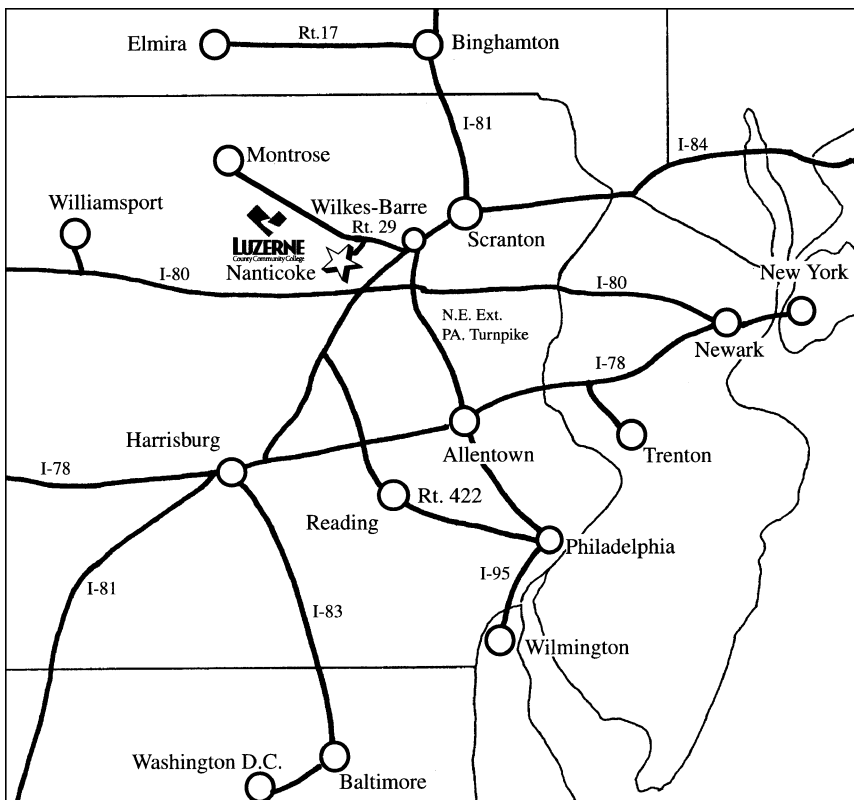 Elmira
Rt.17
Binghamton
I-81
I-84
Montrose
Williamsport
Wilkes-Barre
Rt. 29
Scranton
LUZERNE
County Community College
Nanticoke
I-80
I-80
New York
N.E. Ext.
PA. Turnpike
Newark
I-78
Harrisburg
Allentown
Trenton
I-78
Rt. 422
Reading
Philadelphia
I-95
I-81
I-83
Wilmington
Washington D.C.
Baltimore